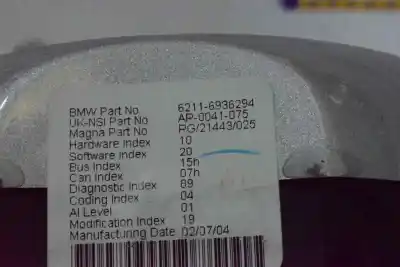 BMW Part No 6211-6936294
UK-NSI Part No AP-0041-075
Magna Part No RG/21443/025
Hardware Index 10
Software Index 20
Bus Index 15h
Can Index 07h
Diagnostic Index 89
Coding Index 04
AI Level 01
Modification Index 19
Manufacturing Date 02/07/04